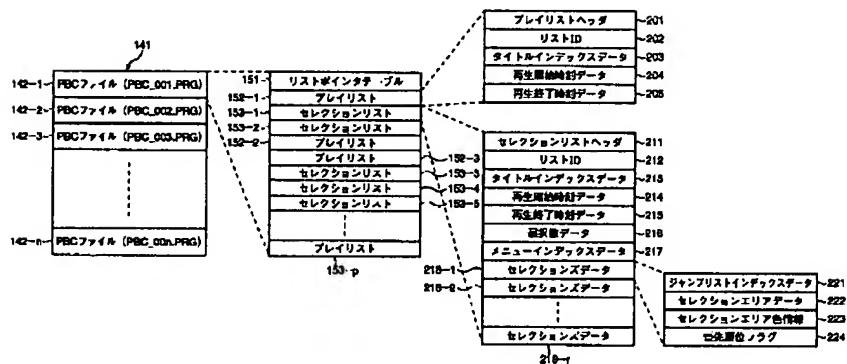 141
142-1
PBCファイル (PBC_001.PRG)
142-2
PBCファイル (PBC_002.PRG)
142-3
PBCファイル (PBC_003.PRG)
142-n
PBCファイル (PBC_00n.PRG)
151
リストポインタテーブル
152-1
プレイリスト
153-1
セレクションリスト
153-2
セレクションリスト
152-2
プレイリスト
プレイリスト
152-3
セレクションリスト
153-3
セレクションリスト
153-4
セレクションリスト
153-5
プレイリスト
153-p
プレイリストヘッダ
201
リストID
202
タイトルインデックスデータ
203
再生開始時刻データ
204
再生終了時刻データ
205
セレクションリストヘッダ
211
リストID
212
タイトルインデックスデータ
213
再生開始時刻データ
214
再生終了時刻データ
215
選択数データ
216
メニューインデックスデータ
217
218-1
セレクションズデータ
218-2
セレクションズデータ
セレクションズデータ
218-r
ジャンプリストインデックスデータ
221
セレクションエリアデータ
222
セレクションエリア色情報
223
フラグ
224